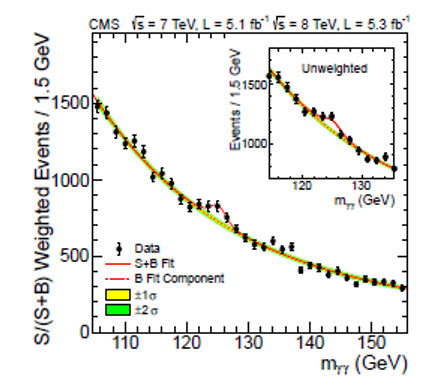 CMS √s = 7 TeV, L = 5.1 fb⁻¹ √s = 8 TeV, L = 5.3 fb⁻¹
S/(S+B) Weighted Events / 1.5 GeV
1500
1000
500
0
110 120 130 140 150
mγγ (GeV)
Data
S+B Fit
B Fit Component
±1σ
±2σ
Unweighted
Events / 1.5 GeV
1500
1000
120 130
mγγ (GeV)